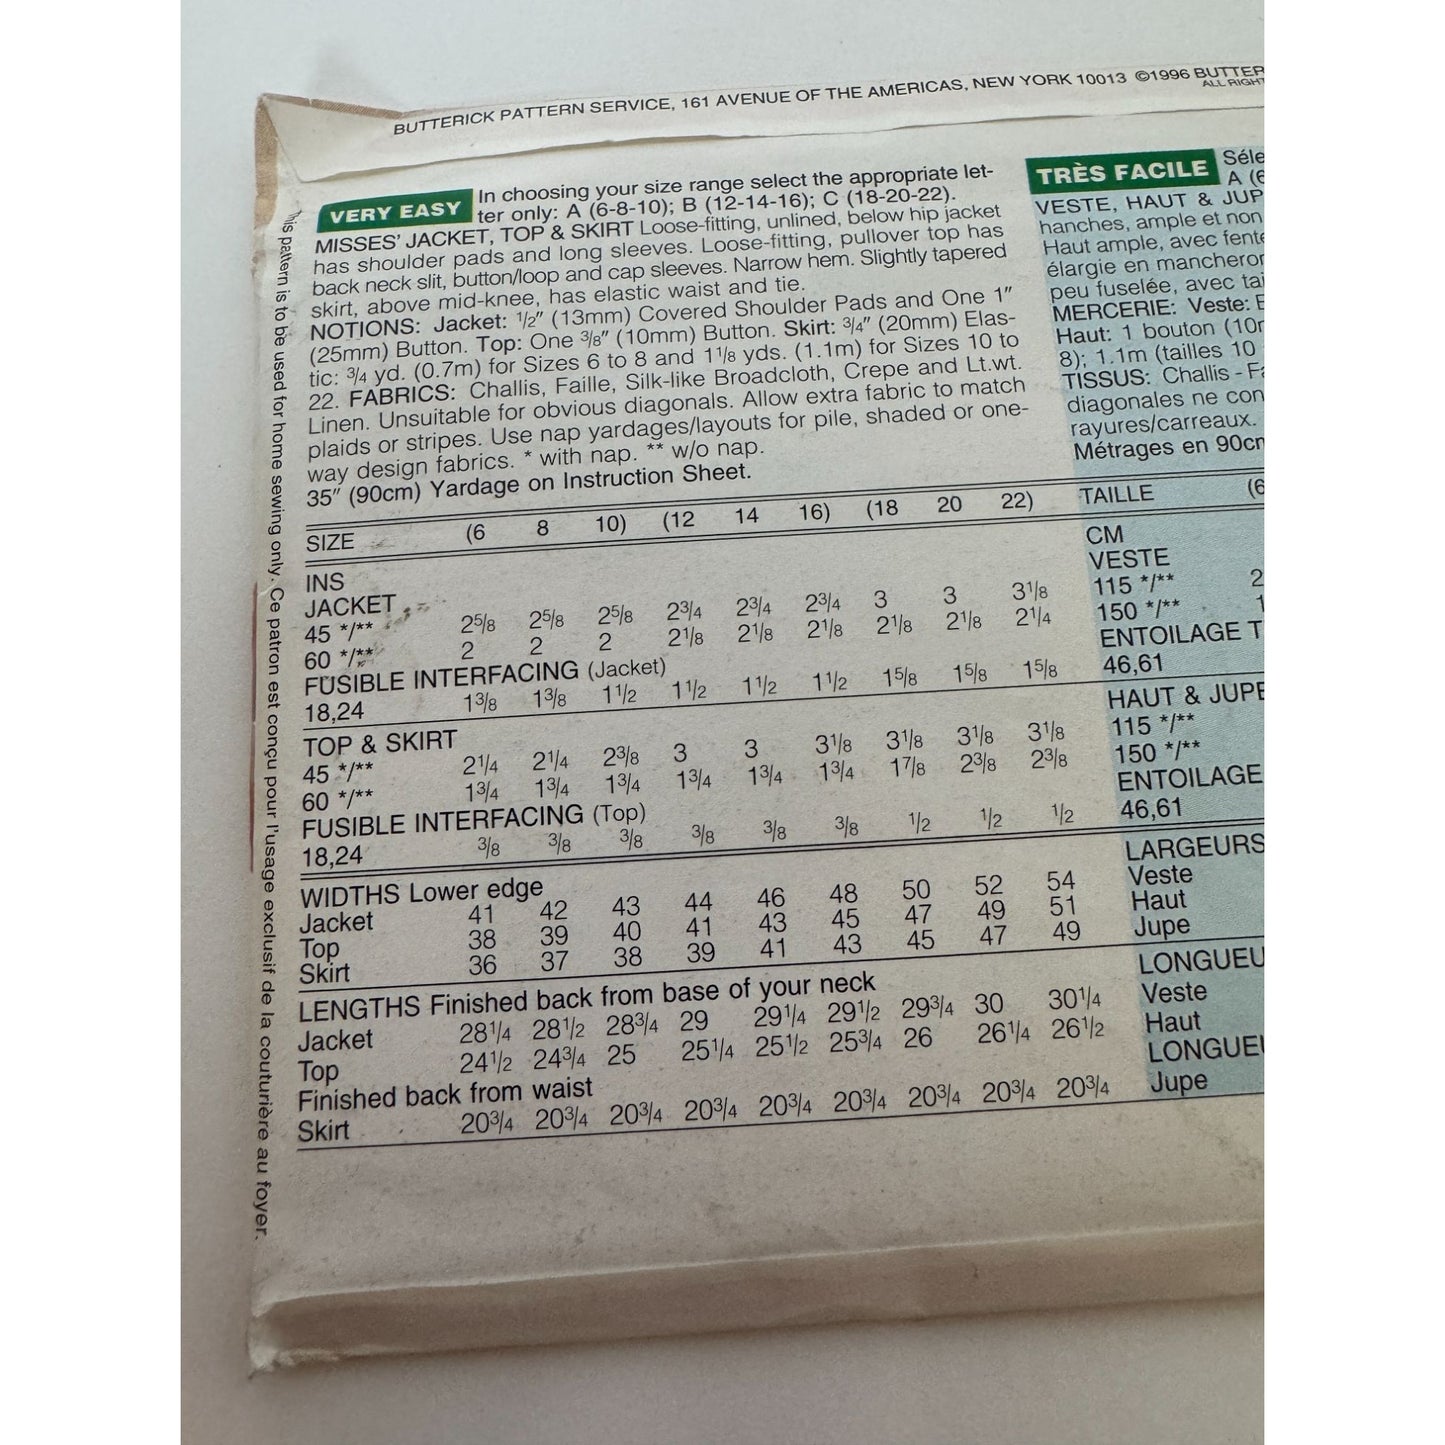 BUTTERICK PATTERN SERVICE, 161 AVENUE OF THE AMERICAS, NEW YORK 10013 ©1996 BUTTER
ALL RIGHT
VERY EASY In choosing your size range select the appropriate let-
ter only: A (6-8-10); B (12-14-16); C (18-20-22).
MISSES' JACKET, TOP & SKIRT Loose-fitting, unlined, below hip jacket
has shoulder pads and long sleeves. Loose-fitting, pullover top has
back neck slit, button/loop and cap sleeves. Narrow hem. Slightly tapered
skirt, above mid-knee, has elastic waist and tie.
NOTIONS: Jacket: 1/2" (13mm) Covered Shoulder Pads and One 1"
(25mm) Button. Top: One 3/8" (10mm) Button. Skirt: 3/4" (20mm) Elas-
tic: 3/4 yd. (0.7m) for Sizes 6 to 8 and 1 1/8 yds. (1.1m) for Sizes 10 to
22. FABRICS: Challis, Faille, Silk-like Broadcloth, Crepe and Lt.wt.
Linen. Unsuitable for obvious diagonals. Allow extra fabric to match
plaids or stripes. Use nap yardages/layouts for pile, shaded or one-
way design fabrics. * with nap. ** w/o nap.
35" (90cm) Yardage on Instruction Sheet.
SIZE (6 8 10) (12 14 16) (18 20 22)
INS
JACKET
45 */** 2 5/8 2 5/8 2 5/8 2 3/4 2 3/4 2 3/4 3 3 3 1/8
60 */** 2 2 2 2 1/8 2 1/8 2 1/8 2 1/8 2 1/8 2 1/4
FUSIBLE INTERFACING (Jacket)
18,24 1 3/8 1 3/8 1 1/2 1 1/2 1 1/2 1 1/2 1 5/8 1 5/8 1 5/8
TOP & SKIRT
45 */** 2 1/4 2 1/4 2 3/8 3 3 3 1/8 3 1/8 3 1/8 3 1/8
60 */** 1 3/4 1 3/4 1 3/4 1 3/4 1 3/4 1 3/4 1 7/8 2 3/8 2 3/8
FUSIBLE INTERFACING (Top)
18,24 3/8 3/8 3/8 3/8 3/8 3/8 1/2 1/2 1/2
WIDTHS Lower edge
Jacket 41 42 43 44 46 48 50 52 54
Top 38 39 40 41 43 45 47 49 51
Skirt 36 37 38 39 41 43 45 47 49
LENGTHS Finished back from base of your neck
Jacket 28 1/4 28 1/2 28 3/4 29 29 1/4 29 1/2 29 3/4 30 30 1/4
Top 24 1/2 24 3/4 25 25 1/4 25 1/2 25 3/4 26 26 1/4 26 1/2
Finished back from waist
Skirt 20 3/4 20 3/4 20 3/4 20 3/4 20 3/4 20 3/4 20 3/4 20 3/4 20 3/4
TRÈS FACILE Séle
A (6
VESTE, HAUT & JUP
hanches, ample et non
Haut ample, avec fente
élargie en mancheror
peu fuselée, avec tai
MERCERIE: Veste: E
Haut: 1 bouton (10r
8); 1.1m (tailles 10
TISSUS: Challis - Fa
diagonales ne con
rayures/carreaux.
Métrages en 90cm
TAILLE (6
CM
VESTE
115 */** 2
150 */** 1
ENTOILAGE T
46,61
HAUT & JUPE
115 */**
150 */**
ENTOILAGE
46,61
LARGEURS
Veste
Haut
Jupe
LONGUEU
Veste
Haut
LONGUEU
Jupe
This pattern is to be used for home sewing only. Ce patron est conçu pour l'usage exclusif de la couturière au foyer.